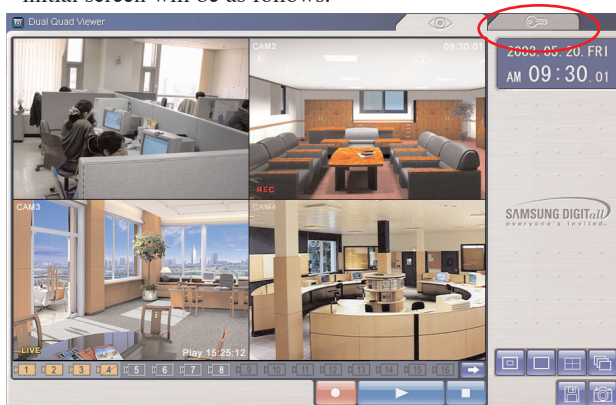 initial screen will be as follows:
Dual Quad Viewer
CAM2
09:30:01
2003. 05. 20. FRI
AM 09:30. 01
REC
CAM3
CAM4
SAMSUNG DIGITall
everyone's invited.
LIVE
Play 15:25:12
1 2 3 4 5 6 7 8 9 10 11 12 13 14 15 16